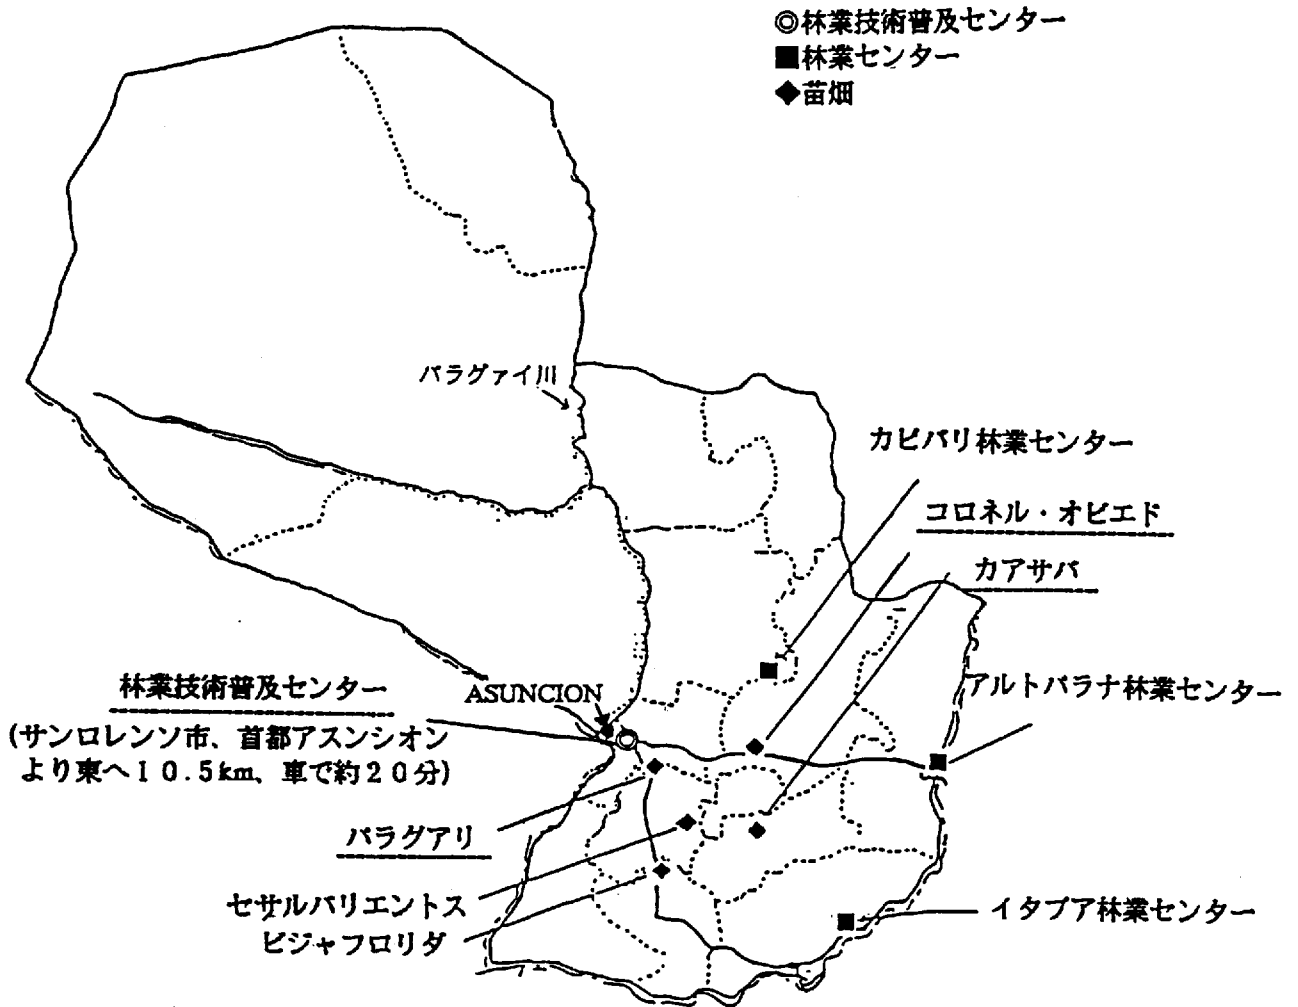 ◎林業技術普及センター
■林業センター
◆苗畑
パラグァイ川
カピバリ林業センター
コロネル・オビエド
カアサパ
林業技術普及センター
ASUNCION
アルトパラナ林業センター
(サンロレンソ市、首都アスンシオン
より東へ10.5km、車で約20分)
パラグアリ
セサルバリエントス
ビジャフロリダ
イタプア林業センター